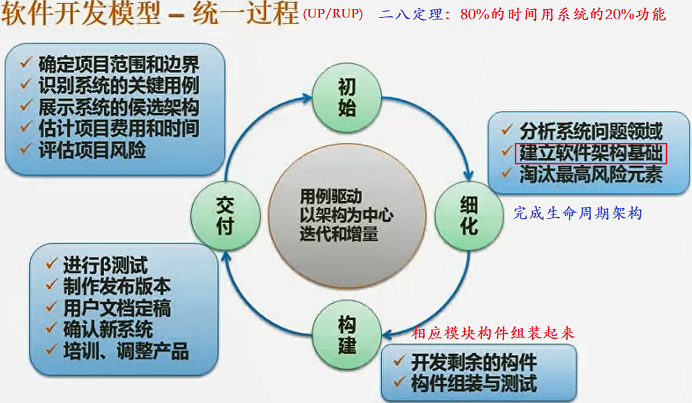 软件开发模型 – 统一过程 (UP/RUP) 二八定理：80%的时间用系统的20%功能
确定项目范围和边界
识别系统的关键用例
展示系统的候选架构
估计项目费用和时间
评估项目风险
初始
分析系统问题领域
建立软件架构基础
淘汰最高风险元素
用例驱动
以架构为中心
迭代和增量
交付
细化
完成生命周期架构
进行β测试
制作发布版本
用户文档定稿
确认新系统
培训、调整产品
构建
相应模块构件组装起来
开发剩余的构件
构件组装与测试